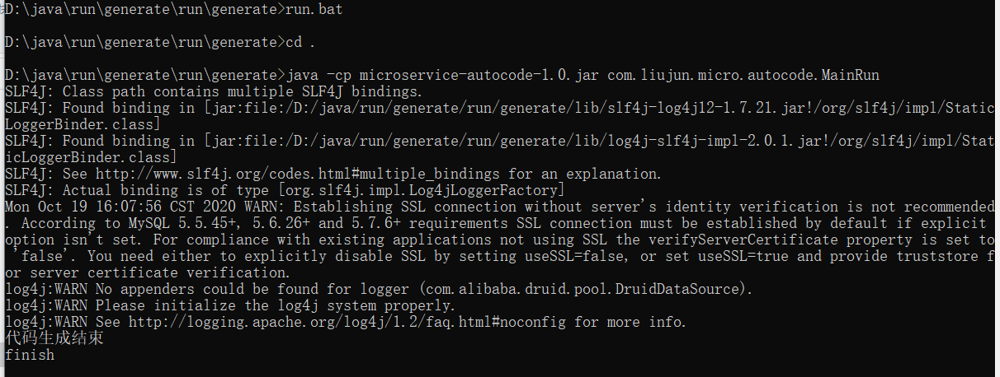 D:\java\run\generate\run\generate>run.bat
D:\java\run\generate\run\generate>cd .
D:\java\run\generate\run\generate>java -cp microservice-autocode-1.0.jar com.liujun.micro.autocode.MainRun
SLF4J: Class path contains multiple SLF4J bindings.
SLF4J: Found binding in [jar:file:/D:/java/run/generate/run/generate/lib/slf4j-log4j12-1.7.21.jar!/org/slf4j/impl/Static
LoggerBinder.class]
SLF4J: Found binding in [jar:file:/D:/java/run/generate/run/generate/lib/log4j-slf4j-impl-2.0.1.jar!/org/slf4j/impl/Stat
icLoggerBinder.class]
SLF4J: See http://www.slf4j.org/codes.html#multiple_bindings for an explanation.
SLF4J: Actual binding is of type [org.slf4j.impl.Log4jLoggerFactory]
Mon Oct 19 16:07:56 CST 2020 WARN: Establishing SSL connection without server's identity verification is not recommended
. According to MySQL 5.5.45+, 5.6.26+ and 5.7.6+ requirements SSL connection must be established by default if explicit
option isn't set. For compliance with existing applications not using SSL the verifyServerCertificate property is set to
 'false'. You need either to explicitly disable SSL by setting useSSL=false, or set useSSL=true and provide truststore f
or server certificate verification.
log4j:WARN No appenders could be found for logger (com.alibaba.druid.pool.DruidDataSource).
log4j:WARN Please initialize the log4j system properly.
log4j:WARN See http://logging.apache.org/log4j/1.2/faq.html#noconfig for more info.
代码生成结束
finish